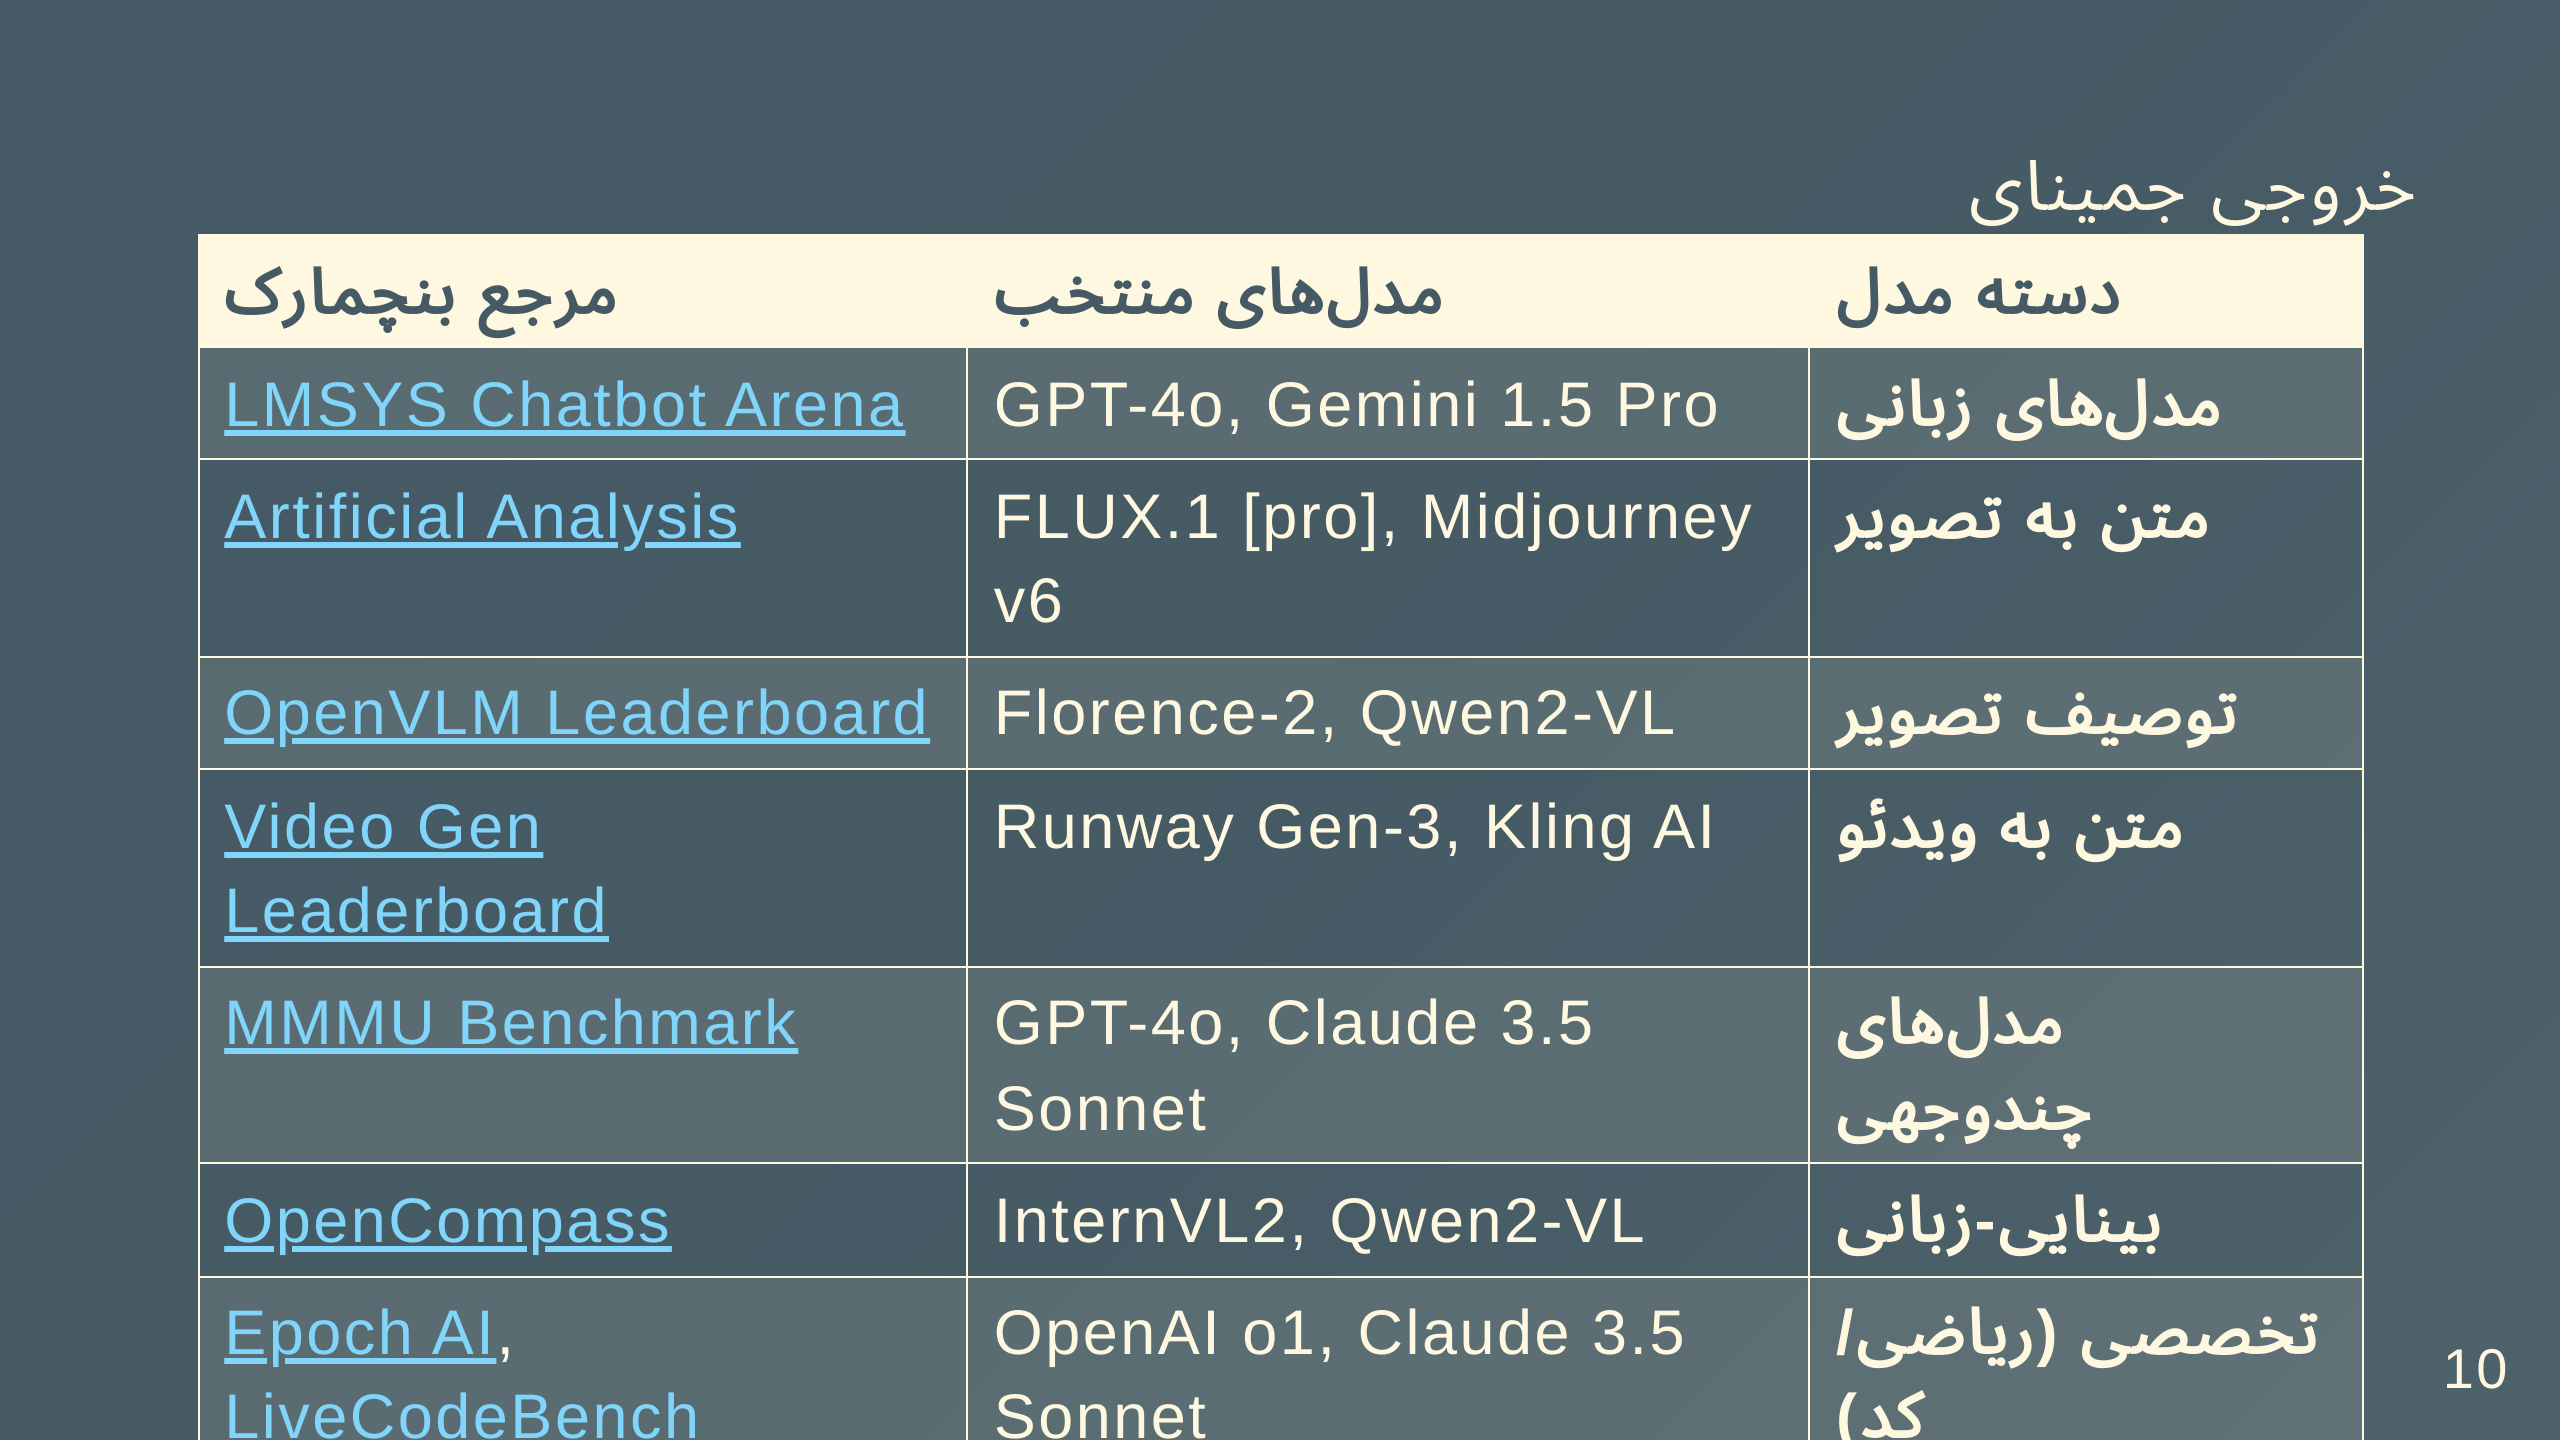 خروجی جمینای
دسته مدل
مدل‌های منتخب
مرجع بنچمارک
مدل‌های زبانی
GPT-4o, Gemini 1.5 Pro
LMSYS Chatbot Arena
متن به تصویر
FLUX.1 [pro], Midjourney
v6
Artificial Analysis
توصیف تصویر
Florence-2, Qwen2-VL
OpenVLM Leaderboard
متن به ویدئو
Runway Gen-3, Kling AI
Video Gen
Leaderboard
مدل‌های
چندوجهی
GPT-4o, Claude 3.5
Sonnet
MMMU Benchmark
بینایی-زبانی
InternVL2, Qwen2-VL
OpenCompass
تخصصی (ریاضی/
کد)
OpenAI o1, Claude 3.5
Sonnet
Epoch AI,
LiveCodeBench
10